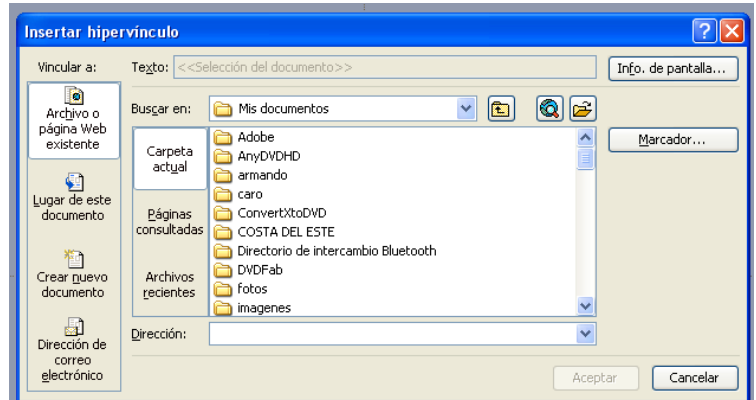 Insertar hipervínculo
Vincular a:
Texto: <<Selección del documento>>
Info. de pantalla...
Archivo o
página Web
existente
Lugar de este
documento
Crear nuevo
documento
Dirección de
correo
electrónico
Buscar en:
Mis documentos
Carpeta
actual
Páginas
consultadas
Archivos
recientes
Adobe
AnyDVDHD
armando
caro
ConvertXtoDVD
COSTA DEL ESTE
Directorio de intercambio Bluetooth
DVDFab
fotos
imagenes
Marcador...
Dirección:
Aceptar
Cancelar